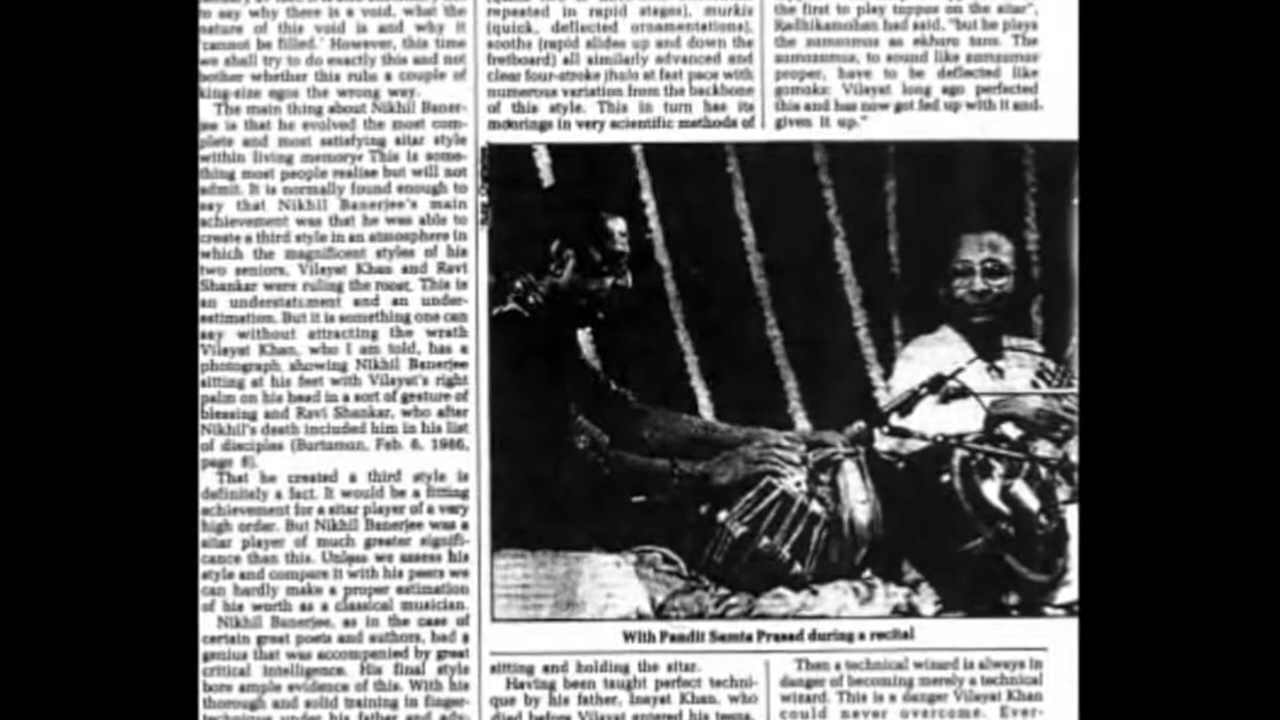 to say why there is a void, what the
nature of this void is and why it
'cannot be filled.' However, this time
we shall try to do exactly this and not
bother whether this rubs a couple of
king-size egos the wrong way.
The main thing about Nikhil Baner-
jee is that he evolved the most com-
plete and most satisfying sitar style
within living memory. This is some-
thing most people realise but will not
admit. It is normally found enough to
say that Nikhil Banerjee's main
achievement was that he was able to
create a third style in an atmosphere in
which the magnificent styles of his
two seniors, Vilayat Khan and Ravi
Shankar were ruling the roost. This is
an understatement and an under-
estimation. But it is something one can
say without attracting the wrath
Vilayat Khan, who I am told, has a
photograph showing Nikhil Banerjee
sitting at his feet with Vilayat's right
palm on his head in a sort of gesture of
blessing and Ravi Shankar, who after
Nikhil's death included him in his list
of disciples (Bartaman, Feb. 6, 1986,
page 6).
That he created a third style is
definitely a fact. It would be a fitting
achievement for a sitar player of a very
high order. But Nikhil Banerjee was a
sitar player of much greater signifi-
cance than this. Unless we assess his
style and compare it with his peers we
can hardly make a proper estimation
of his worth as a classical musician.
Nikhil Banerjee, as in the case of
certain great poets and authors, had a
genius that was accompanied by great
critical intelligence. His final style
bore ample evidence of this. With his
thorough and solid training in finger-
technique under his father and
repeated in rapid stages), murkis
(quick, deflected ornamentations),
sooths (rapid slides up and down the
fretboard) all similarly advanced and
clear four-stroke jhala at fast pace with
numerous variation from the backbone
of this style. This in turn has its
moorings in very scientific methods of
the first to play tappas on the sitar",
Radhikamohan had said, "but he plays
the zamzamas as ekhara tans. The
zamzamas, to sound like zamzamas
proper, have to be deflected like
gamaks: Vilayat long ago perfected
this and has now got fed up with it and
given it up."
With Pandit Samta Prasad during a recital
sitting and holding the sitar.
Having been taught perfect techni-
que by his father, Inayat Khan, who
died before Vilayat entered his teens,
Then a technical wizard is always in
danger of becoming merely a technical
wizard. This is a danger Vilayat Khan
could never overcome. Ever-